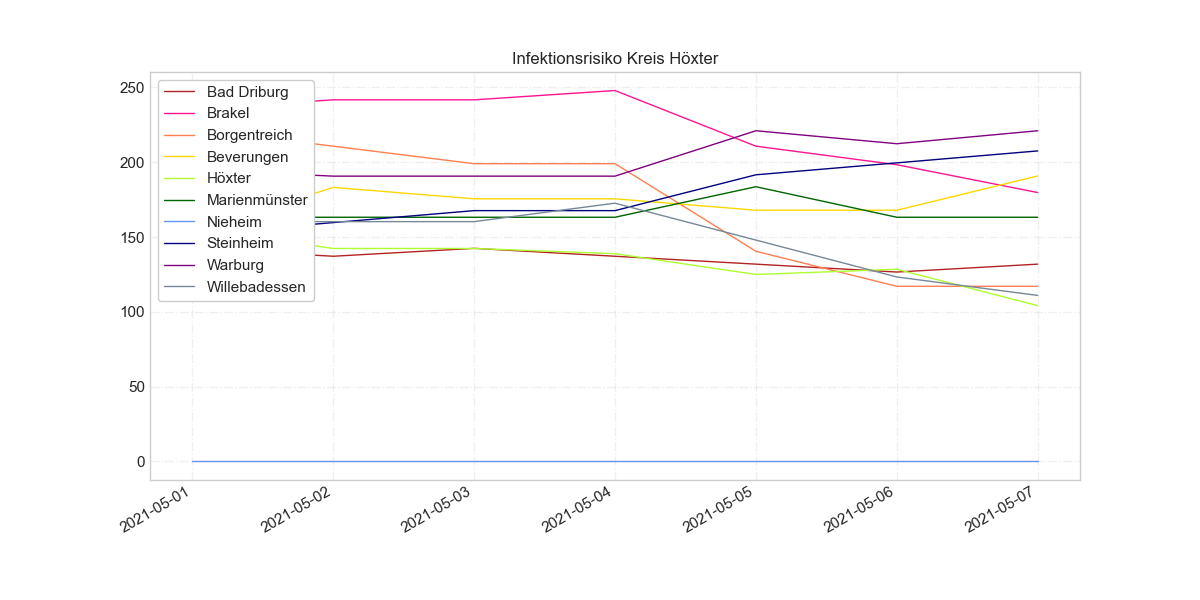 Infektionsrisiko Kreis Höxter
250
200
150
100
50
0
Bad Driburg
Brakel
Borgentreich
Beverungen
Höxter
Marienmünster
Nieheim
Steinheim
Warburg
Willebadessen
2021-05-01
2021-05-02
2021-05-03
2021-05-04
2021-05-05
2021-05-06
2021-05-07